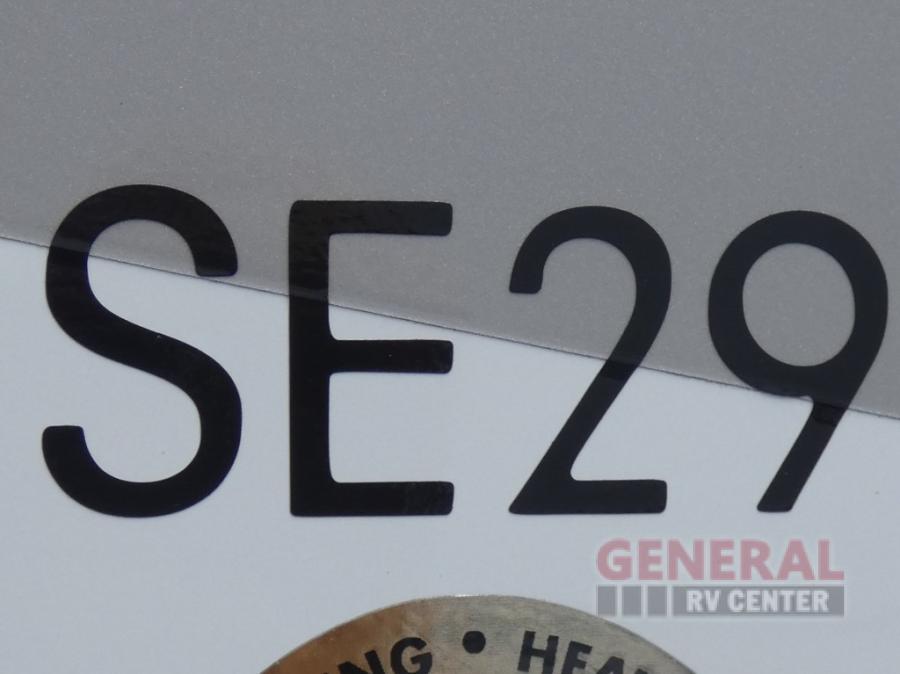 SE29
GENERAL
RV CENTER